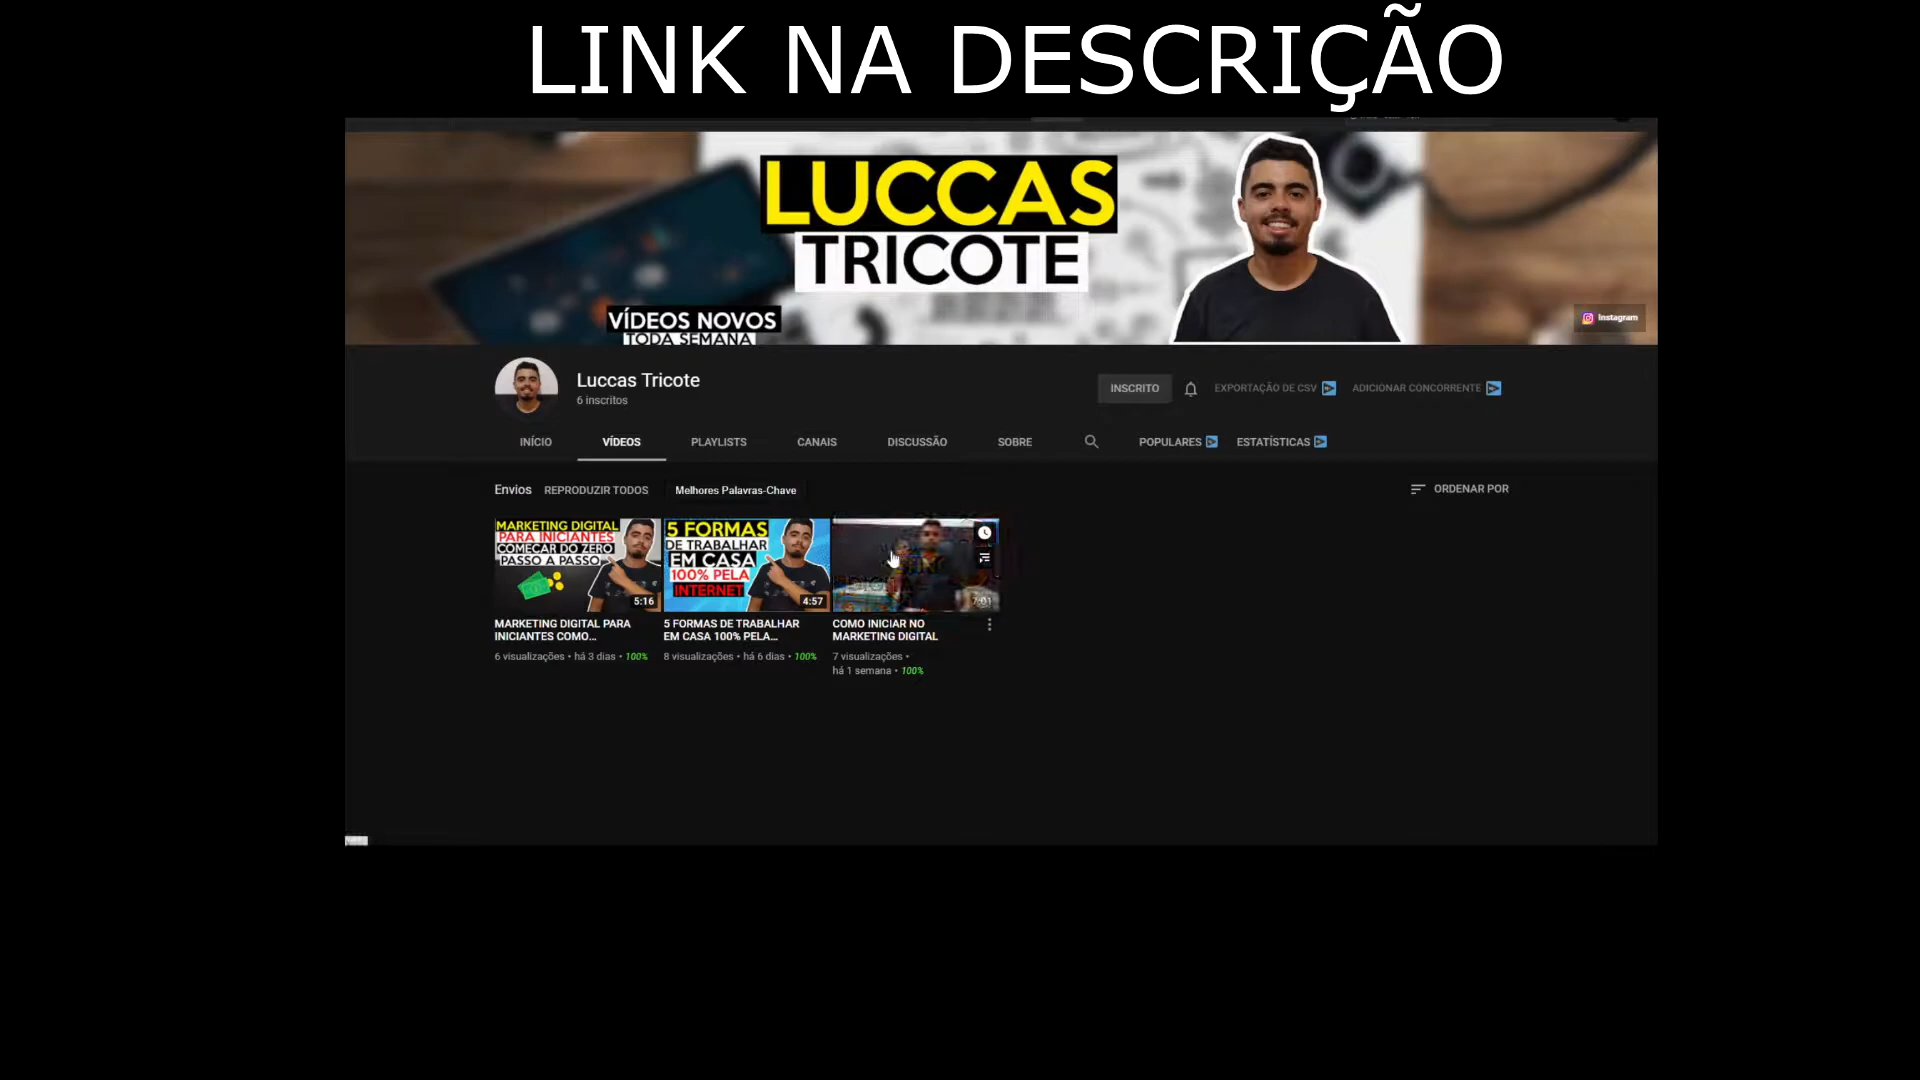 LINK NA DESCRIÇÃO
LUCCAS
TRICOTE
VÍDEOS NOVOS
TODA SEMANA
Instagram
Luccas Tricote
6 inscritos
INSCRITO
EXPORTAÇÃO DE CSV
ADICIONAR CONCORRENTE
INÍCIO
VÍDEOS
PLAYLISTS
CANAIS
DISCUSSÃO
SOBRE
POPULARES
ESTATÍSTICAS
Envios
REPRODUZIR TODOS
Melhores Palavras-Chave
ORDENAR POR
MARKETING DIGITAL
PARA INICIANTES
COMEÇAR DO ZERO
PASSO A PASSO
5:16
5 FORMAS
DE TRABALHAR
EM CASA
100% PELA
INTERNET
4:57
7:01
MARKETING DIGITAL PARA
INICIANTES COMO...
6 visualizações • há 3 dias • 100%
5 FORMAS DE TRABALHAR
EM CASA 100% PELA...
8 visualizações • há 6 dias • 100%
COMO INICIAR NO
MARKETING DIGITAL
7 visualizações •
há 1 semana • 100%